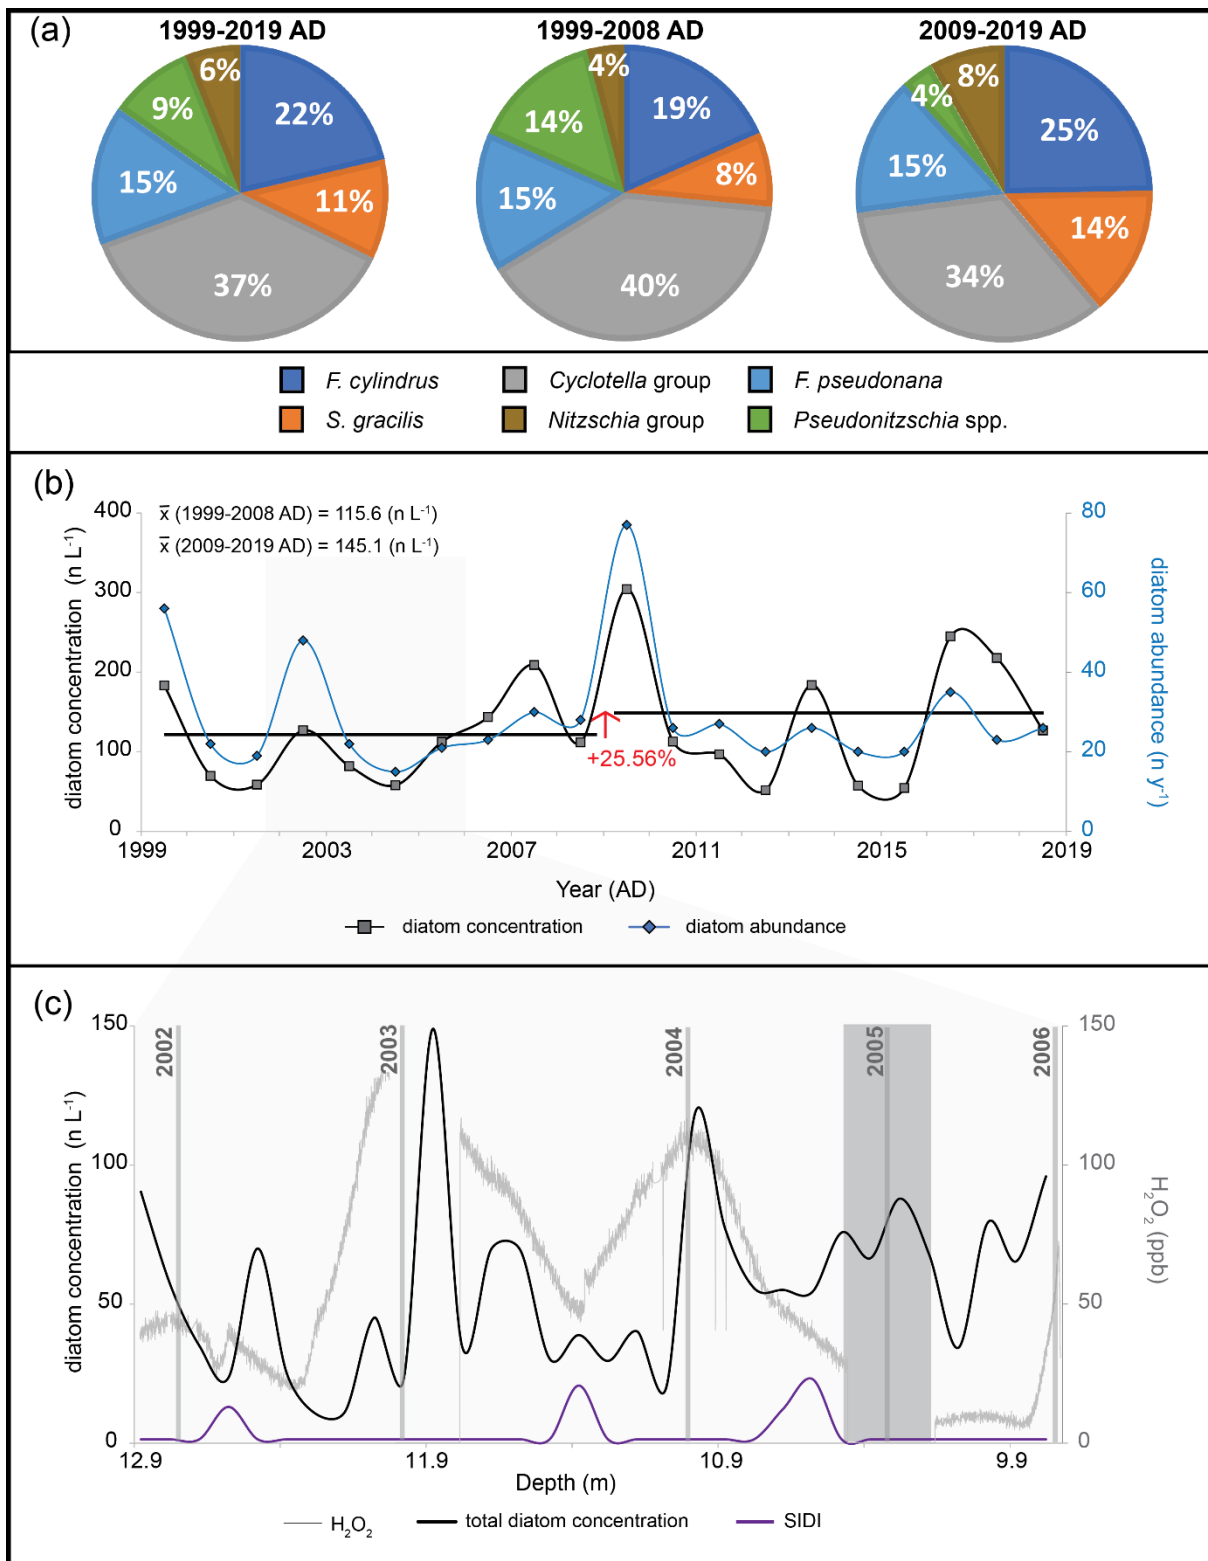 (a)
1999-2019 AD
1999-2008 AD
2009-2019 AD
6%
22%
9%
15%
11%
37%
4%
19%
14%
8%
15%
40%
8%
4%
25%
15%
14%
34%
F. cylindrus
Cyclotella group
F. pseudonana
S. gracilis
Nitzschia group
Pseudonitzschia spp.
(b)
x̅ (1999-2008 AD) = 115.6 (n L⁻¹)
x̅ (2009-2019 AD) = 145.1 (n L⁻¹)
diatom concentration (n L⁻¹)
400
300
200
100
0
80
60
40
20
0
diatom abundance (n y⁻¹)
+25.56%
1999
2003
2007
2011
2015
2019
Year (AD)
diatom concentration
diatom abundance
(c)
diatom concentration (n L⁻¹)
150
100
50
0
2002
2003
2004
2005
2006
150
100
50
0
H₂O₂ (ppb)
12.9
11.9
10.9
9.9
Depth (m)
H₂O₂
total diatom concentration
SIDI